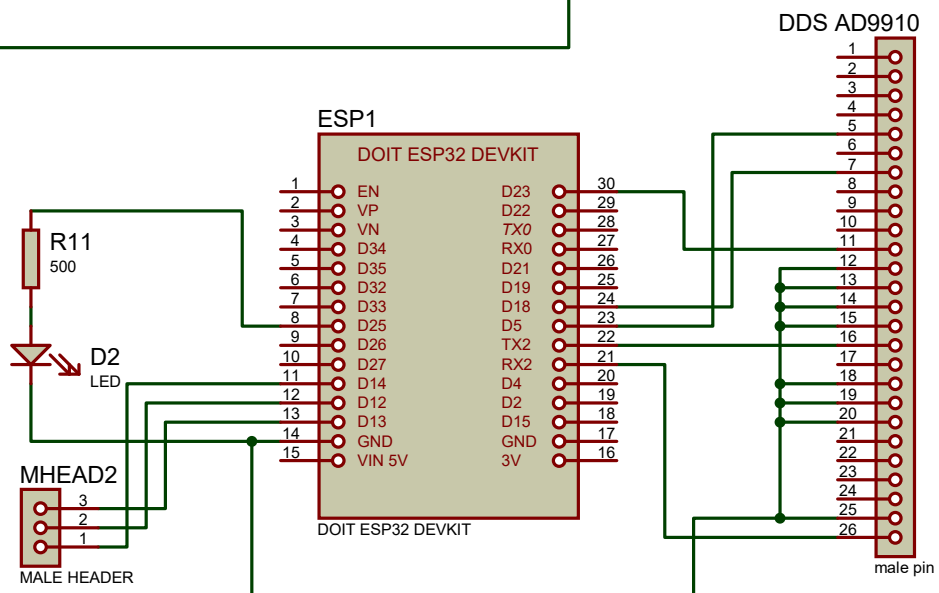 DDS AD9910
1
2
3
4
5
6
7
8
9
10
11
12
13
14
15
16
17
18
19
20
21
22
23
24
25
26
male pin
ESP1
DOIT ESP32 DEVKIT
1 EN D23 30
2 VP D22 29
3 VN TX0 28
4 D34 RX0 27
5 D35 D21 26
6 D32 D19 25
7 D33 D18 24
8 D25 D5 23
9 D26 TX2 22
10 D27 RX2 21
11 D14 D4 20
12 D12 D2 19
13 D13 D15 18
14 GND GND 17
15 VIN 5V 3V 16
DOIT ESP32 DEVKIT
R11
500
D2
LED
MHEAD2
3
2
1
MALE HEADER